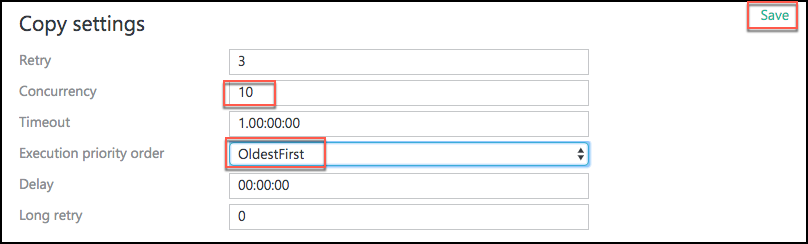 Copy settings
Save
Retry 3
Concurrency 10
Timeout 1.00:00:00
Execution priority order OldestFirst
Delay 00:00:00
Long retry 0